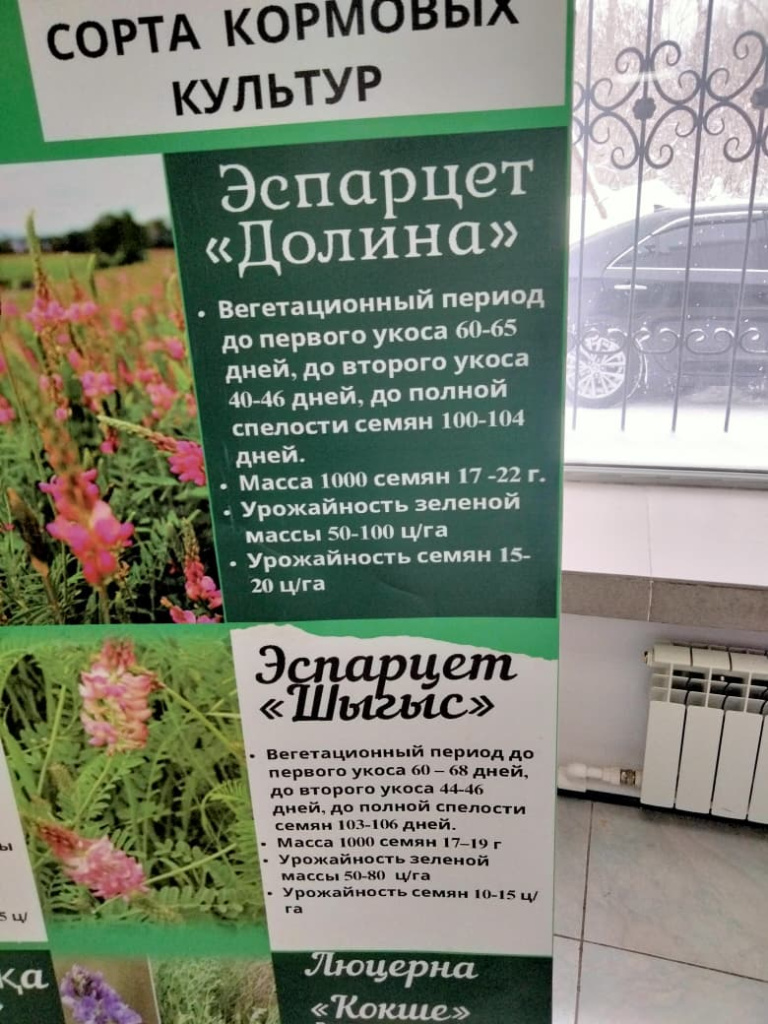 СОРТА КОРМОВЫХ
КУЛЬТУР
Эспарцет
«Долина»
• Вегетационный период
до первого укоса 60-65
дней, до второго укоса
40-46 дней, до полной
спелости семян 100-104
дней.
• Масса 1000 семян 17 -22 г.
• Урожайность зеленой
массы 50-100 ц/га
• Урожайность семян 15-
20 ц/га
Эспарцет
«Шыгыс»
• Вегетационный период до
первого укоса 60 – 68 дней,
до второго укоса 44-46
дней, до полной спелости
семян 103-106 дней.
• Масса 1000 семян 17–19 г
• Урожайность зеленой
массы 50-80 ц/га
• Урожайность семян 10-15 ц/
га
Люцерна
«Кокше»